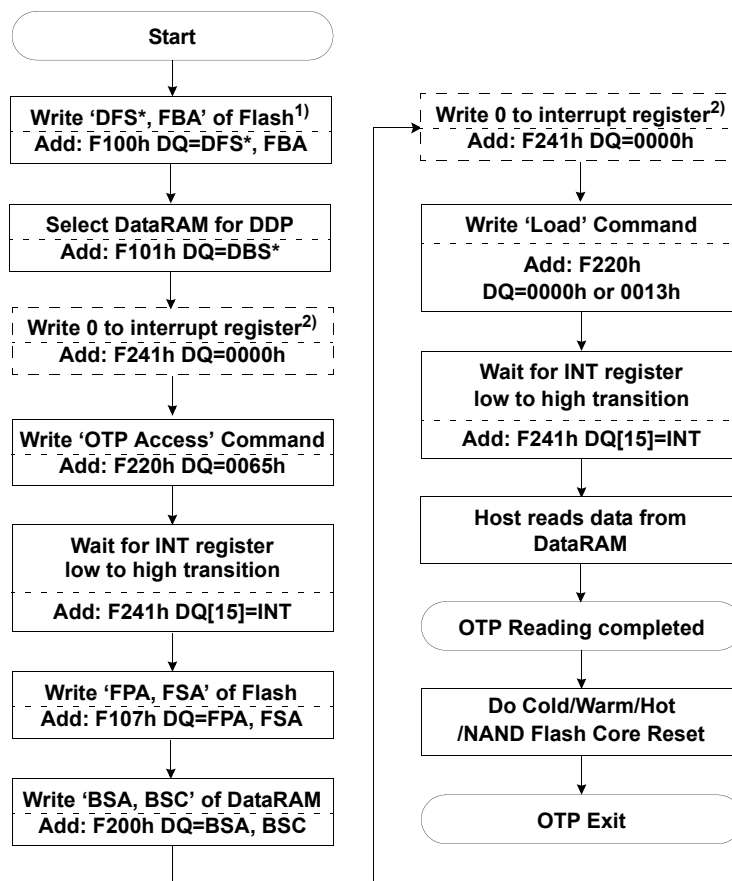 Start
Write ‘DFS*, FBA’ of Flash1)
Add: F100h DQ=DFS*, FBA
Select DataRAM for DDP
Add: F101h DQ=DBS*
Write 0 to interrupt register2)
Add: F241h DQ=0000h
Write ‘OTP Access’ Command
Add: F220h DQ=0065h
Wait for INT register
low to high transition
Add: F241h DQ[15]=INT
Write ‘FPA, FSA’ of Flash
Add: F107h DQ=FPA, FSA
Write ‘BSA, BSC’ of DataRAM
Add: F200h DQ=BSA, BSC
Write 0 to interrupt register2)
Add: F241h DQ=0000h
Write ‘Load’ Command
Add: F220h
DQ=0000h or 0013h
Wait for INT register
low to high transition
Add: F241h DQ[15]=INT
Host reads data from
DataRAM
OTP Reading completed
Do Cold/Warm/Hot
/NAND Flash Core Reset
OTP Exit